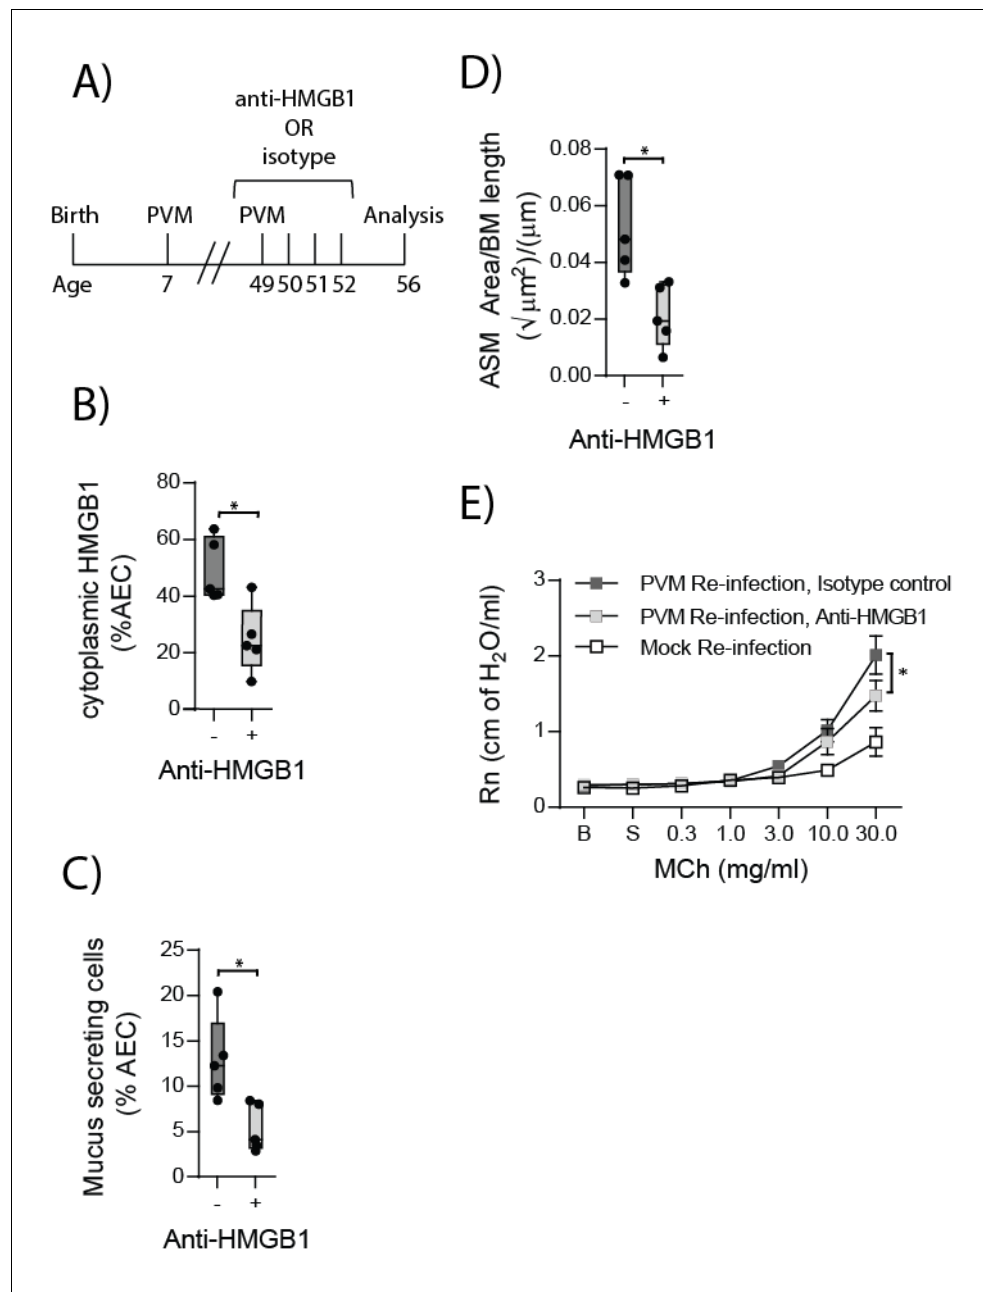 A)
anti-HMGB1
OR
isotype
Birth PVM PVM Analysis
Age 7 49 50 51 52 56
B)
80
60
40
20
0
cytoplasmic HMGB1
(%AEC)
*
- +
Anti-HMGB1
C)
25
20
15
10
5
0
Mucus secreting cells
(% AEC)
*
- +
Anti-HMGB1
D)
0.08
0.06
0.04
0.02
0.00
ASM Area/BM length
(√μm²)/(μm)
*
- +
Anti-HMGB1
E)
3
2
1
0
Rn (cm of H₂O/ml)
PVM Re-infection, Isotype control
PVM Re-infection, Anti-HMGB1
Mock Re-infection
*
B S 0.3 1.0 3.0 10.0 30.0
MCh (mg/ml)